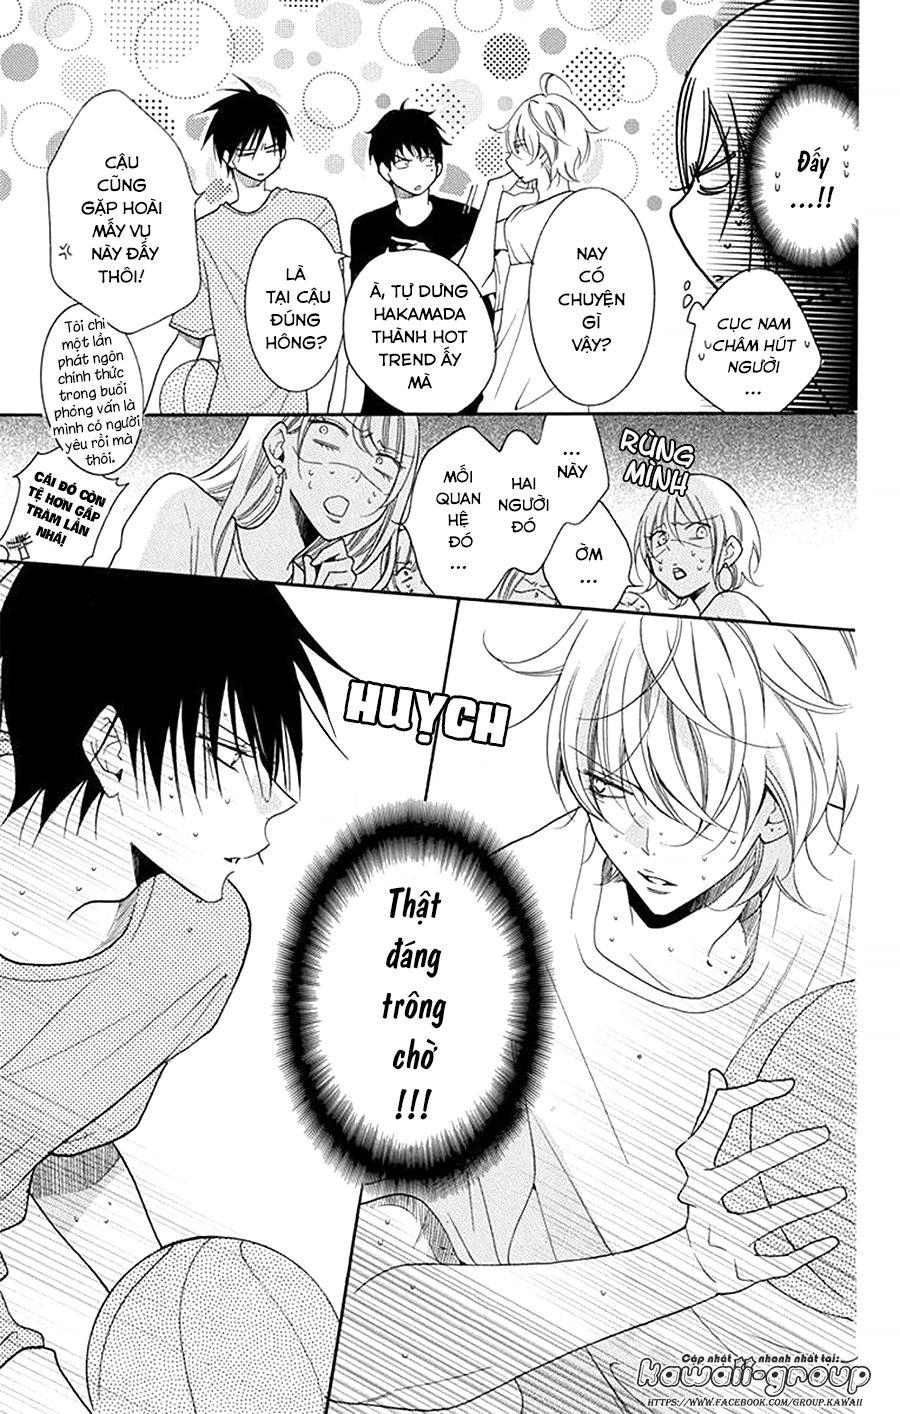 Đấy
...!!
CỤC NAM
CHÂM HÚT
NGƯỜI
...
NAY
CÓ
CHUYỆN
GÌ
VẬY?
À, TỰ DƯNG
HAKAMADA
THÀNH HOT
TREND ẤY
MÀ
LÀ
TẠI CẬU
ĐÚNG
HÔNG?
CẬU
CŨNG
GẶP HOÀI
MẤY VỤ
NÀY ĐẤY
THÔI!
Tôi chỉ
một lần
phát ngôn
chính thức
trong buổi
phỏng vấn là
mình có người
yêu rồi mà
thôi.
CÁI ĐÓ CÒN
TỆ HƠN GẤP
TRĂM LẦN
NHÁ!
RÙNG
MÌNH
ỜM
...
...
NÀY
HAI
NGƯỜI
ĐÓ
MỐI
QUAN
HỆ
ĐÓ
...
HUỴCH
Thật
đáng
trông
chờ
!!!
Cập nhật nhanh nhất tại:
kawaii-group
HTTPS://WWW.FACEBOOK.COM/GROUP.KAWAII